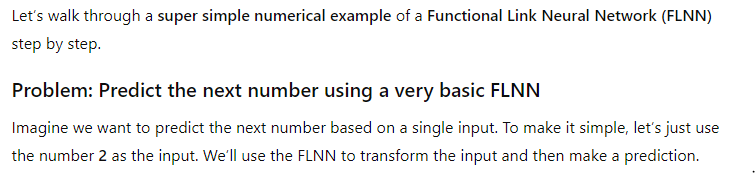 Let's walk through a super simple numerical example of a Functional Link Neural Network (FLNN)
step by step.
Problem: Predict the next number using a very basic FLNN
Imagine we want to predict the next number based on a single input. To make it simple, let's just use
the number 2 as the input. We'll use the FLNN to transform the input and then make a prediction.